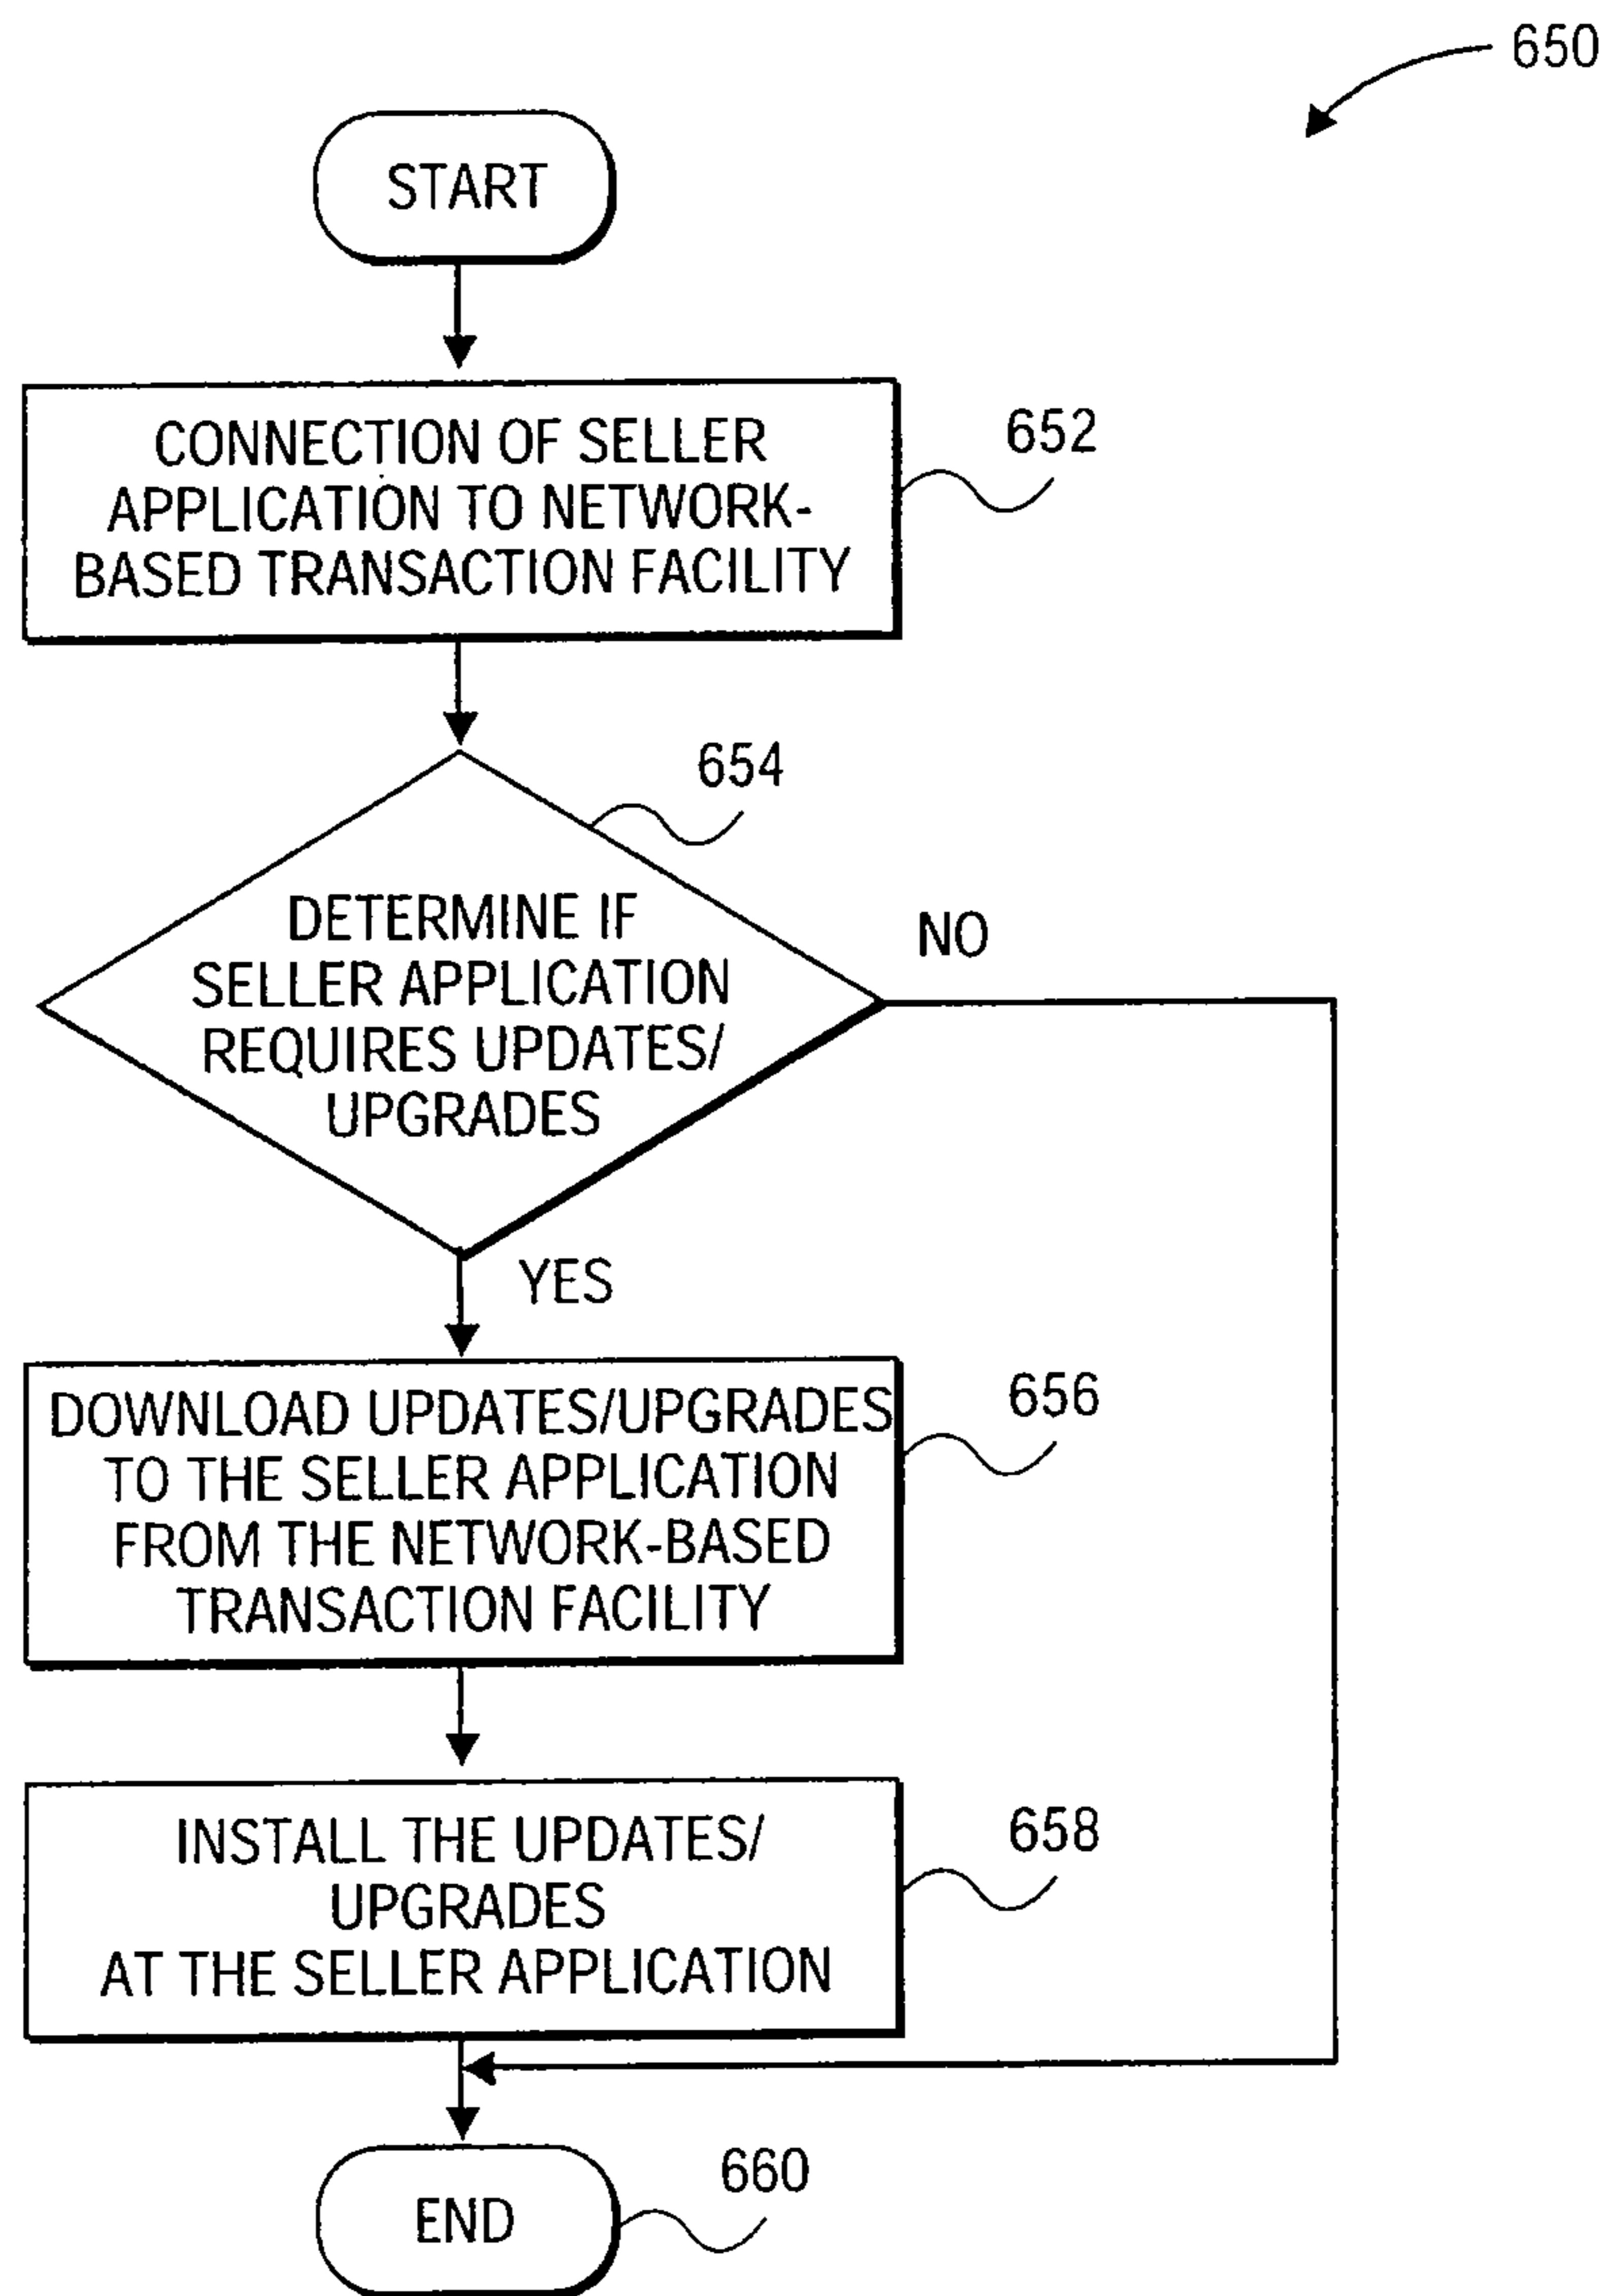 650
START
CONNECTION OF SELLER
APPLICATION TO NETWORK-
BASED TRANSACTION FACILITY
652
654
DETERMINE IF
SELLER APPLICATION
REQUIRES UPDATES/
UPGRADES
NO
YES
DOWNLOAD UPDATES/UPGRADES
TO THE SELLER APPLICATION
FROM THE NETWORK-BASED
TRANSACTION FACILITY
656
INSTALL THE UPDATES/
UPGRADES
AT THE SELLER APPLICATION
658
END
660